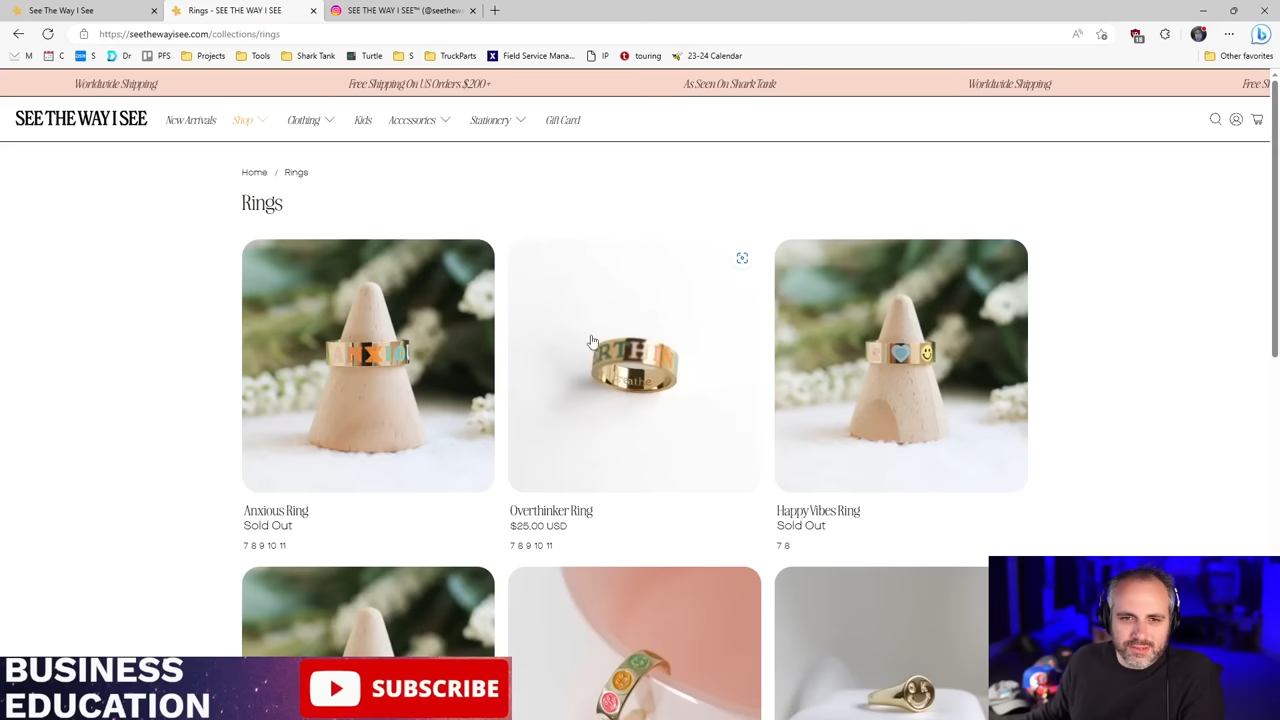 See The Way I See
Rings - SEE THE WAY I SEE
SEE THE WAY I SEE™ (@seethew
https://seethewayisee.com/collections/rings
18
M
C
Dr
PFS
Projects
Tools
Shark Tank
Turtle
S
TruckParts
Field Service Mana...
IP
touring
23-24 Calendar
Other favorites
Worldwide Shipping
Free Shipping On US Orders $200+
As Seen On Shark Tank
Worldwide Shipping
SEE THE WAY I SEE
New Arrivals
Shop
Clothing
Kids
Accessories
Stationery
Gift Card
Home / Rings
Rings
Anxious Ring
Sold Out
7 8 9 10 11
Overthinker Ring
$25.00 USD
7 8 9 10 11
Happy Vibes Ring
Sold Out
7 8
BUSINESS
EDUCATION
SUBSCRIBE